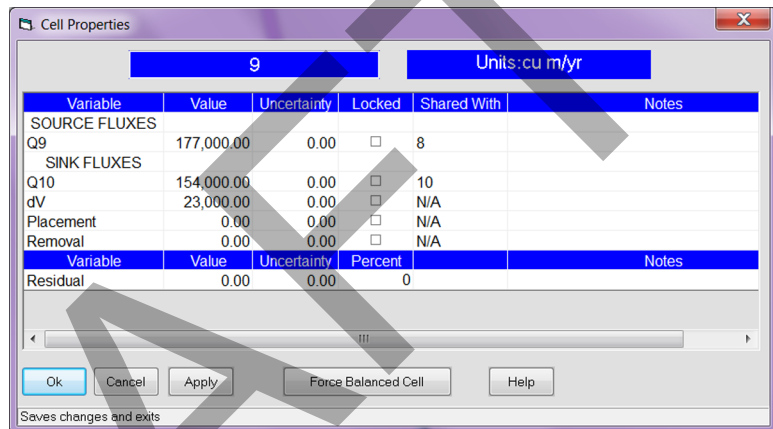 Cell Properties
X
9
Units:cu m/yr
Variable Value Uncertainty Locked Shared With Notes
SOURCE FLUXES
Q9 177,000.00 0.00 8
SINK FLUXES
Q10 154,000.00 0.00 10
dV 23,000.00 0.00 N/A
Placement 0.00 0.00 N/A
Removal 0.00 0.00 N/A
Variable Value Uncertainty Percent Notes
Residual 0.00 0.00 0
Ok Cancel Apply Force Balanced Cell Help
Saves changes and exits